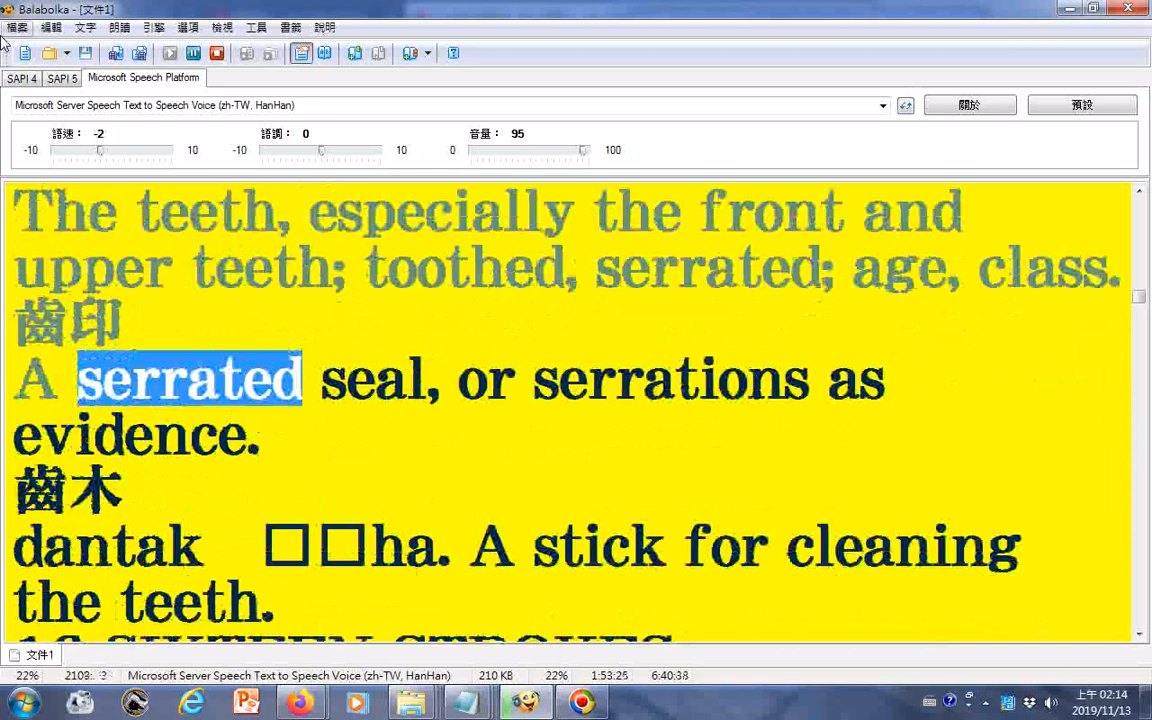 Balabolka - [文件1]
檔案 編輯 文字 朗讀 引擎 選項 檢視 工具 書籤 說明
SAPI 4 SAPI 5 Microsoft Speech Platform
Microsoft Server Speech Text to Speech Voice (zh-TW, HanHan) 關於 預設
語速： -2 語調： 0 音量： 95
-10 10 -10 10 0 100
The teeth, especially the front and
upper teeth; toothed, serrated; age, class.
齒印
A serrated seal, or serrations as
evidence.
齒木
dantak □□ha. A stick for cleaning
the teeth.
16 SIXTEEN STROKES
文件1
22% Microsoft Server Speech Text to Speech Voice (zh-TW, HanHan) 210 KB 22% 1:53:25 6:40:38
上午 02:14
2019/11/13